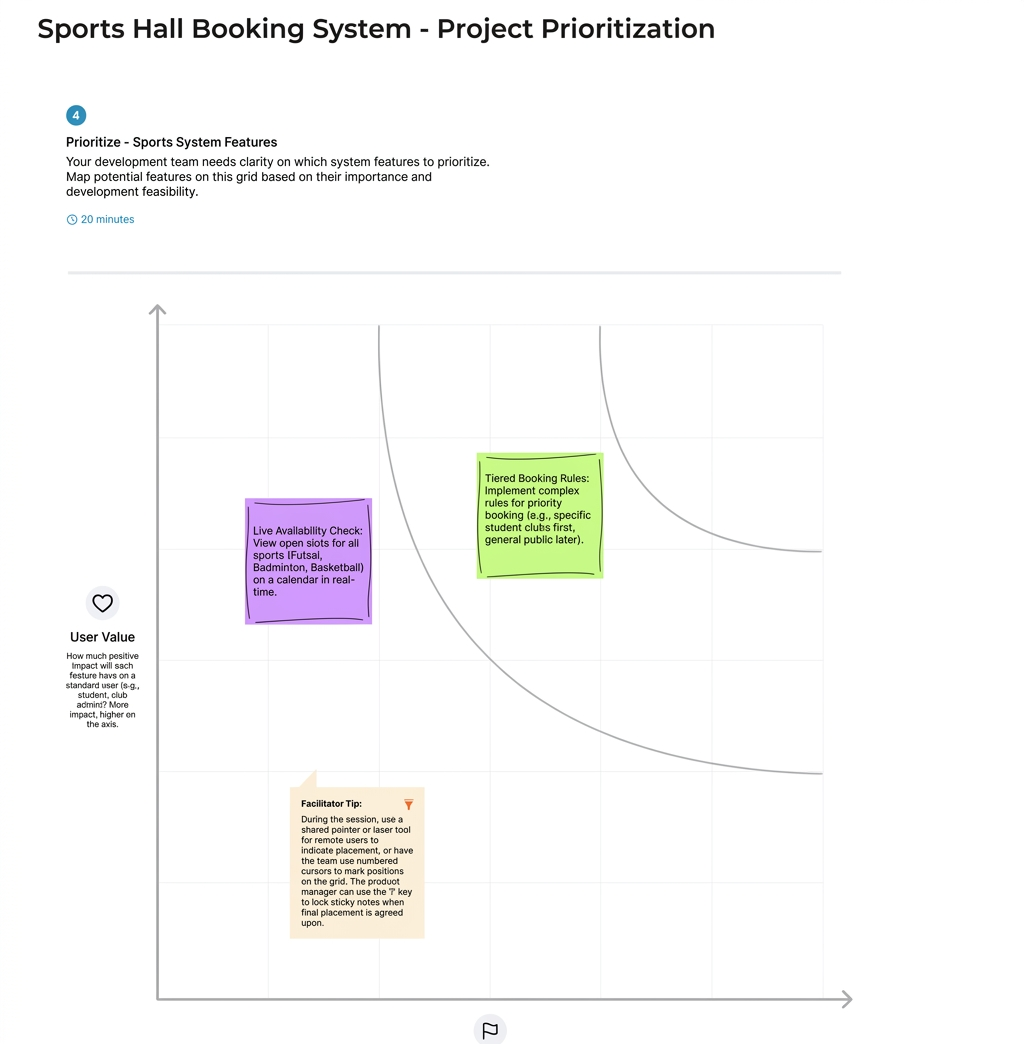 Sports Hall Booking System - Project Prioritization
4
Prioritize - Sports System Features
Your development team needs clarity on which system features to prioritize.
Map potential features on this grid based on their importance and
development feasibility.
20 minutes
Tiered Booking Rules:
Implement complex
rules for priority
booking (e.g., specific
student clubs first,
general public later).
Live Availability Check:
View open slots for all
sports (Futsal,
Badminton, Basketball)
on a calendar in real-
time.
User Value
How much positive
Impact will sach
festure havs on a
standard user (s-g.,
student, club
admin)? More
impact, higher en
the axis.
Facilitator Tip:
During the session, use a
shared pointer or laser tool
for remote users to
indicate placement, or have
the team use numbered
cursors to mark positions
on the grid. The product
manager can use the key
to lock sticky notes when
final placement is agreed
upon.